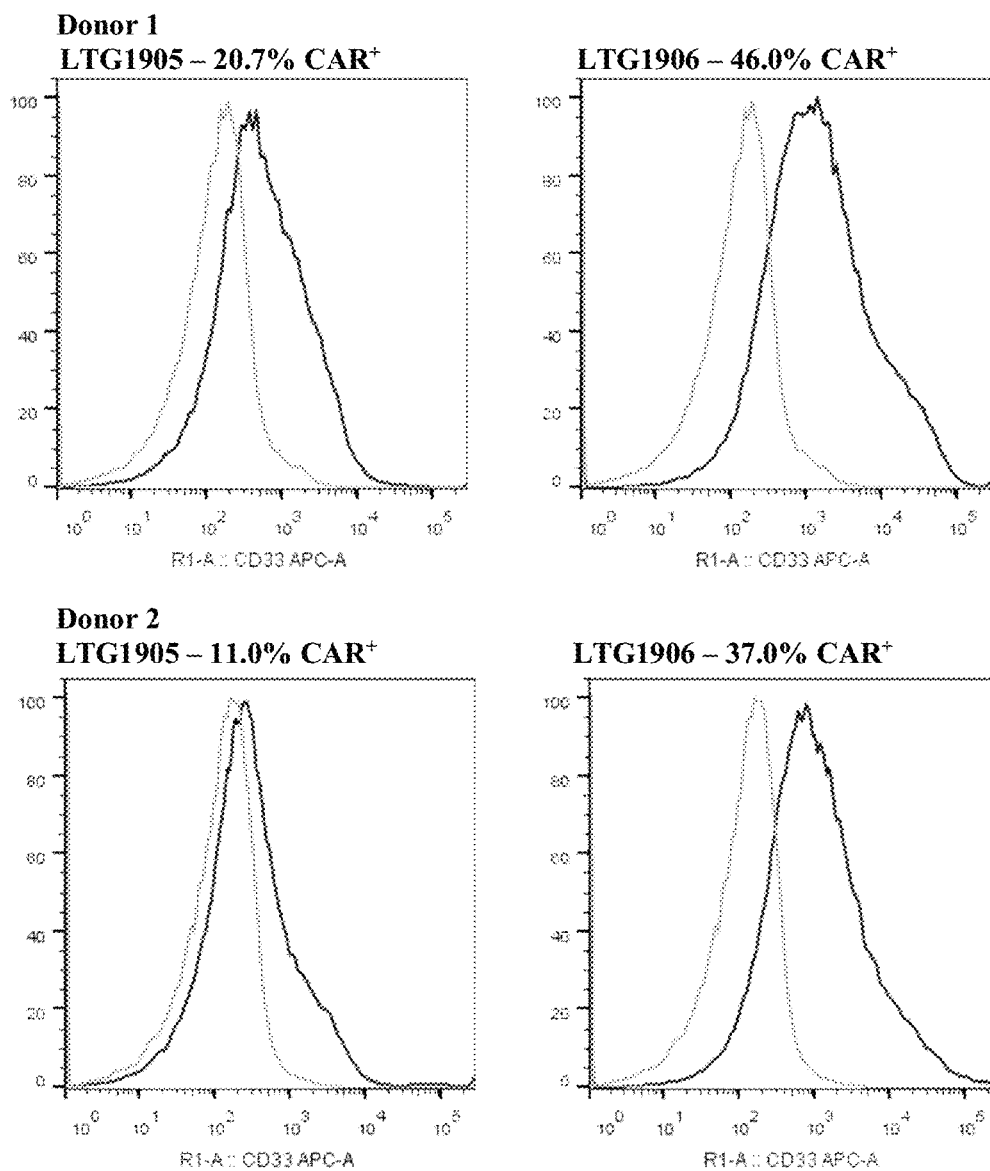 Donor 1
LTG1905 – 20.7% CAR+
LTG1906 – 46.0% CAR+
100
80
60
40
20
0
10^0 10^1 10^2 10^3 10^4 10^5
R1-A :: CD33 APC-A
100
80
60
40
20
0
10^0 10^1 10^2 10^3 10^4 10^5
R1-A :: CD33 APC-A
Donor 2
LTG1905 – 11.0% CAR+
LTG1906 – 37.0% CAR+
100
80
60
40
20
0
10^0 10^1 10^2 10^3 10^4 10^5
R1-A :: CD33 APC-A
100
80
60
40
20
0
10^0 10^1 10^2 10^3 10^4 10^5
R1-A :: CD33 APC-A